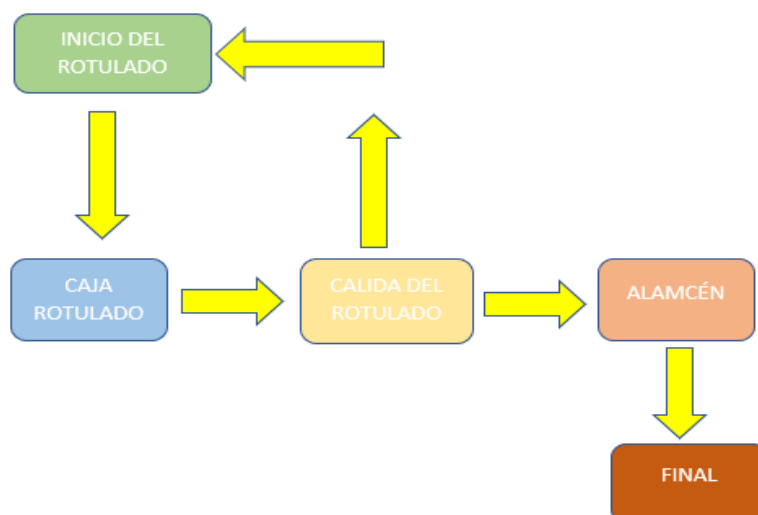 INICIO DEL
ROTULADO
CAJA
ROTULADO
CALIDA DEL
ROTULADO
ALAMCÉN
FINAL